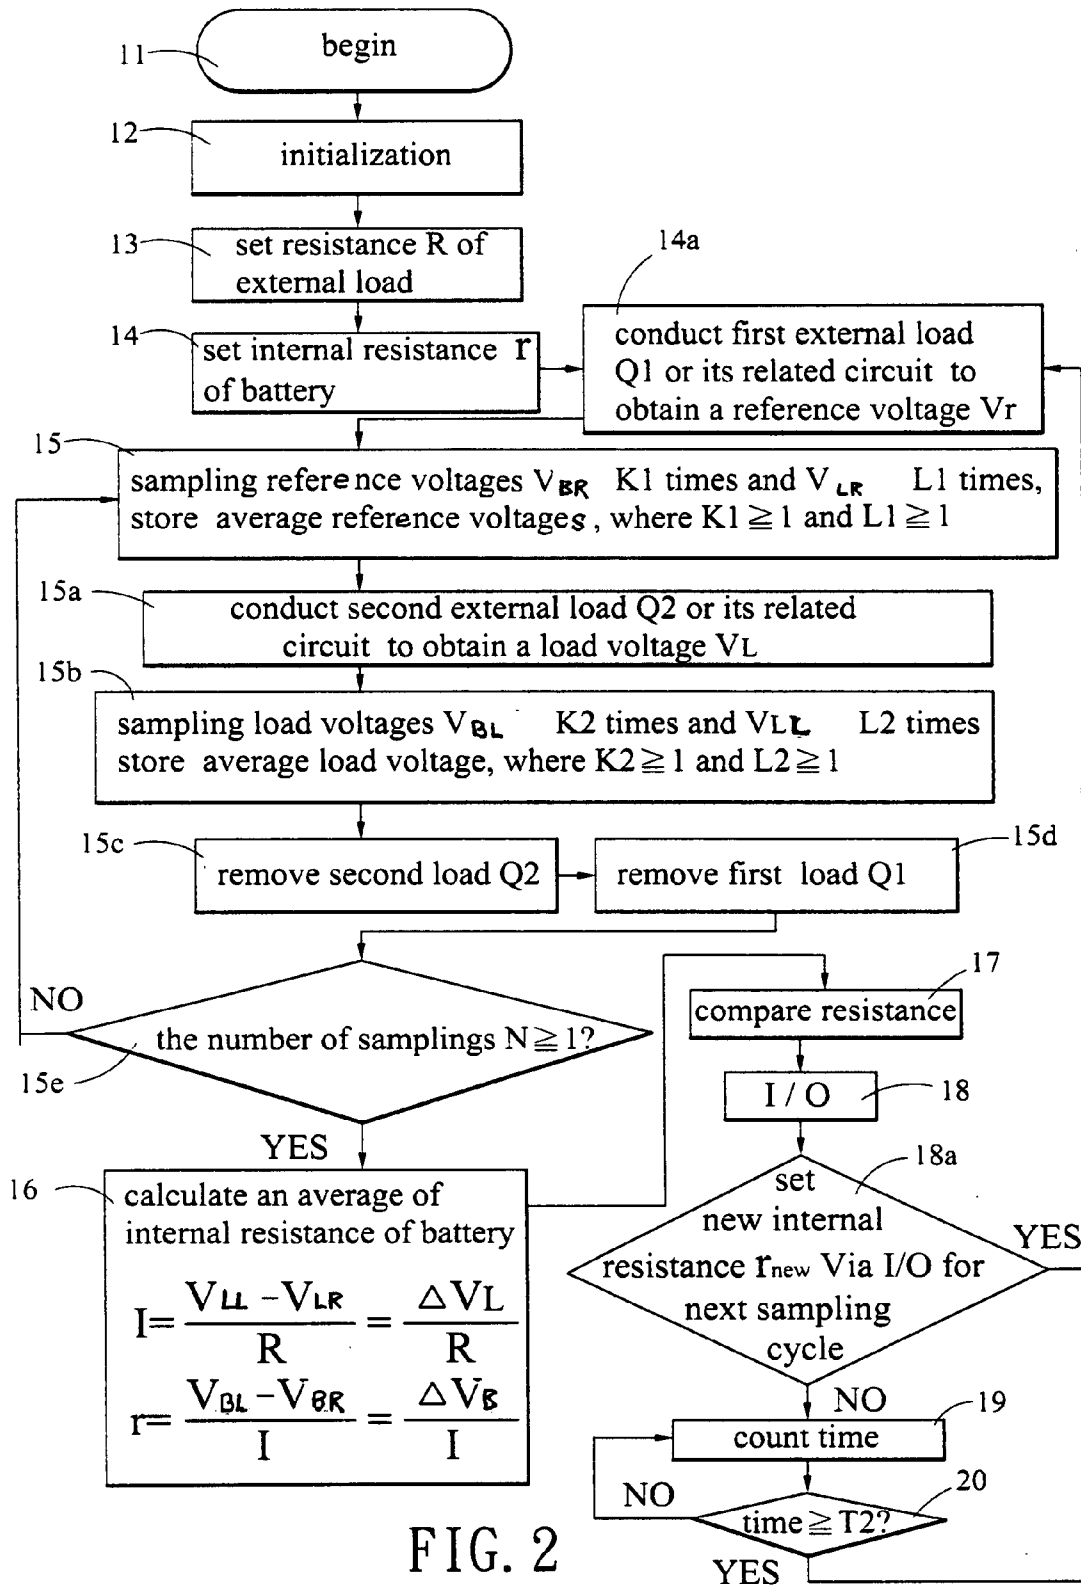 11
begin
12
initialization
13
set resistance R of
external load
14
set internal resistance r
of battery
14a
conduct first external load
Q1 or its related circuit to
obtain a reference voltage Vr
15
sampling reference voltages VBR K1 times and VLR L1 times,
store average reference voltages, where K1 ≧ 1 and L1 ≧ 1
15a
conduct second external load Q2 or its related
circuit to obtain a load voltage VL
15b
sampling load voltages VBL K2 times and VLL L2 times
store average load voltage, where K2 ≧ 1 and L2 ≧ 1
15c
remove second load Q2
15d
remove first load Q1
NO
the number of samplings N ≧ 1?
15e
YES
16
calculate an average of
internal resistance of battery
I= VLL - VLR / R = △VL / R
r= VBL - VBR / I = △VB / I
17
compare resistance
18
I / O
18a
set
new internal
resistance rnew Via I/O for
next sampling
cycle
YES
NO
19
count time
NO
20
time ≧ T2?
YES
FIG. 2